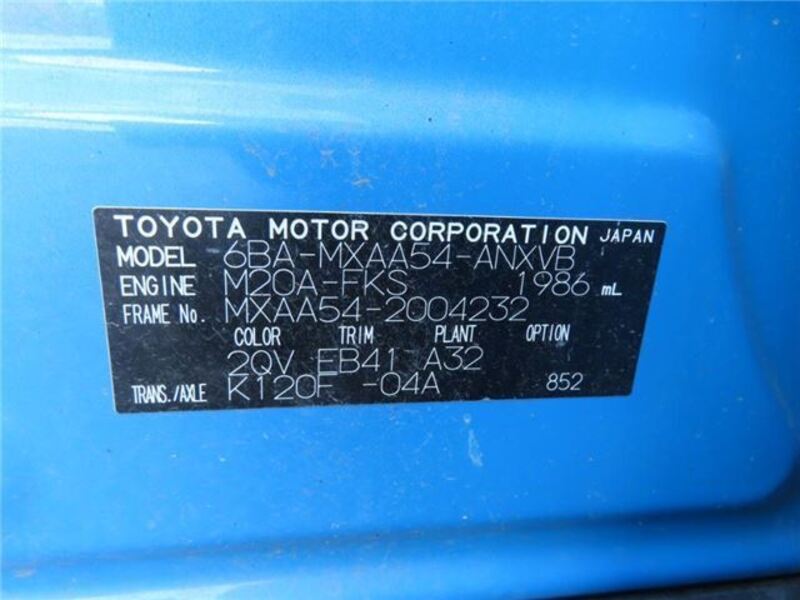 TOYOTA MOTOR CORPORATION JAPAN
MODEL 6BA-MXAA54-ANXVB
ENGINE M20A-FKS 1986 mL
FRAME No. MXAA54-2004232
COLOR TRIM PLANT OPTION
2QV EB41 A32
TRANS./AXLE K120F -04A 852